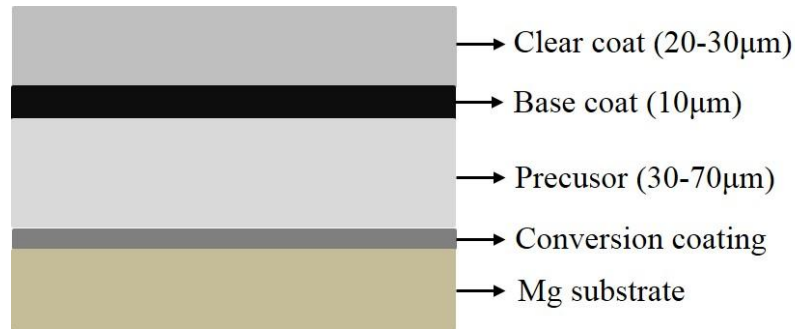 Clear coat (20-30μm)
Base coat (10μm)
Precusor (30-70μm)
Conversion coating
Mg substrate